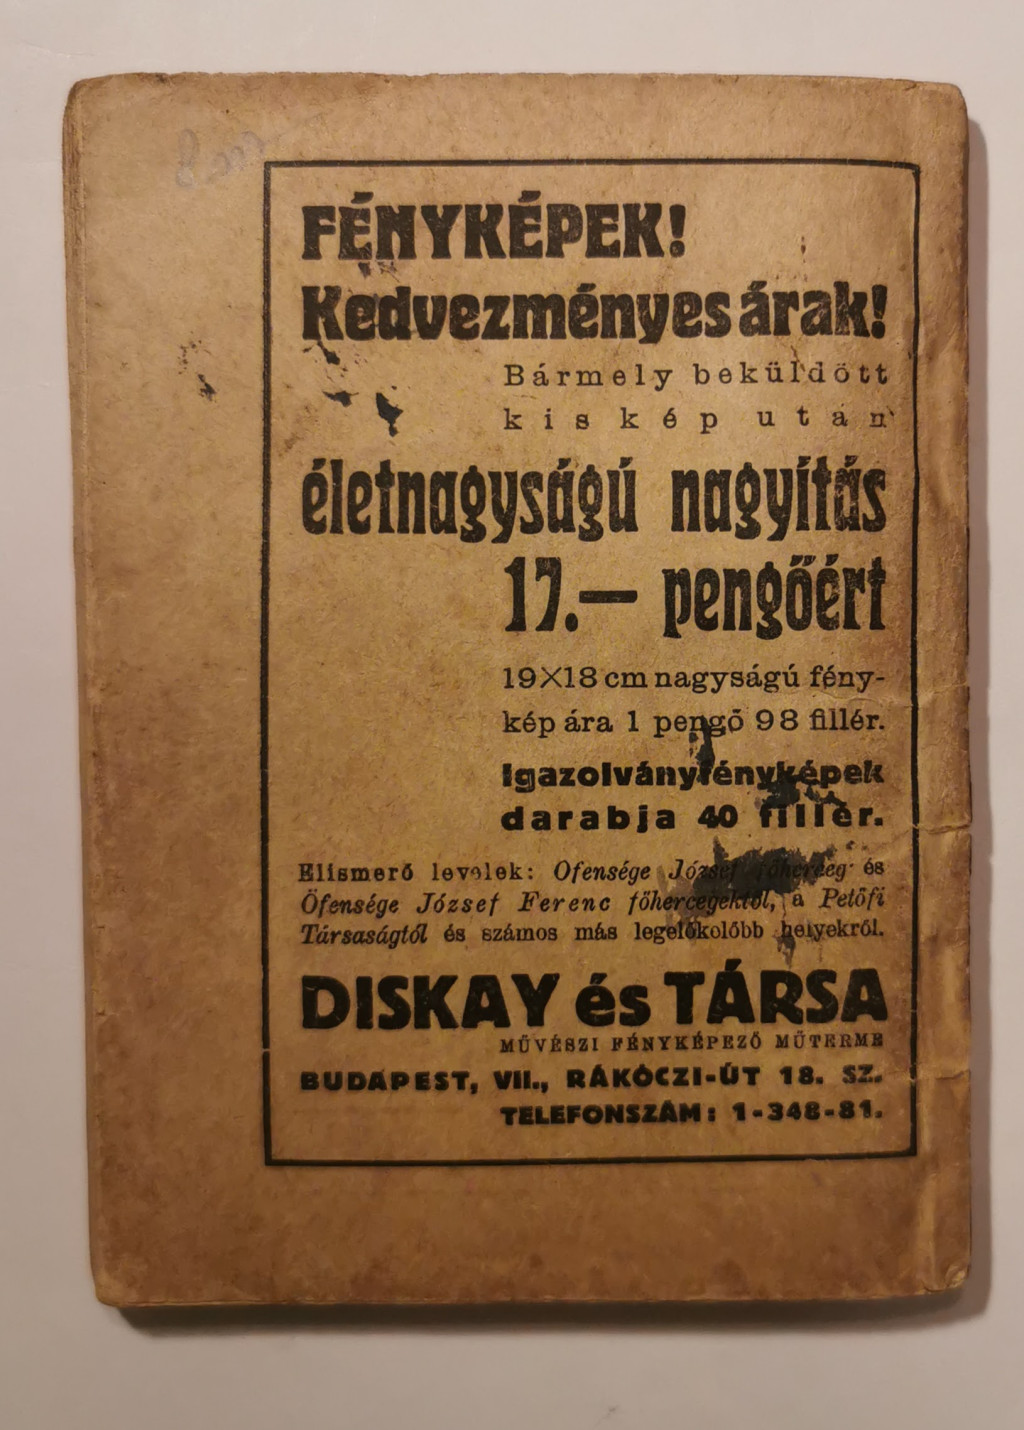 FÉNYKÉPEK!
Kedvezményes árak!
Bármely beküldött
kis kép után
életnagyságú nagyítás
17.— pengőért
19X18 cm nagyságú fény-
kép ára 1 pengő 98 fillér.
Igazolványfényképek
darabja 40 fillér.
Elismerő levelek: Ofensége József főherceg és
Őfensége József Ferenc főhercegektől, a Petőfi
Társaságtól és számos más legelőkolőbb helyekről.
DISKAY és TÁRSA
MŰVÉSZI FÉNYKÉPEZŐ MŰTERME
BUDAPEST, VII., RÁKÓCZI-ÚT 18. SZ.
TELEFONSZÁM: 1-348-81.